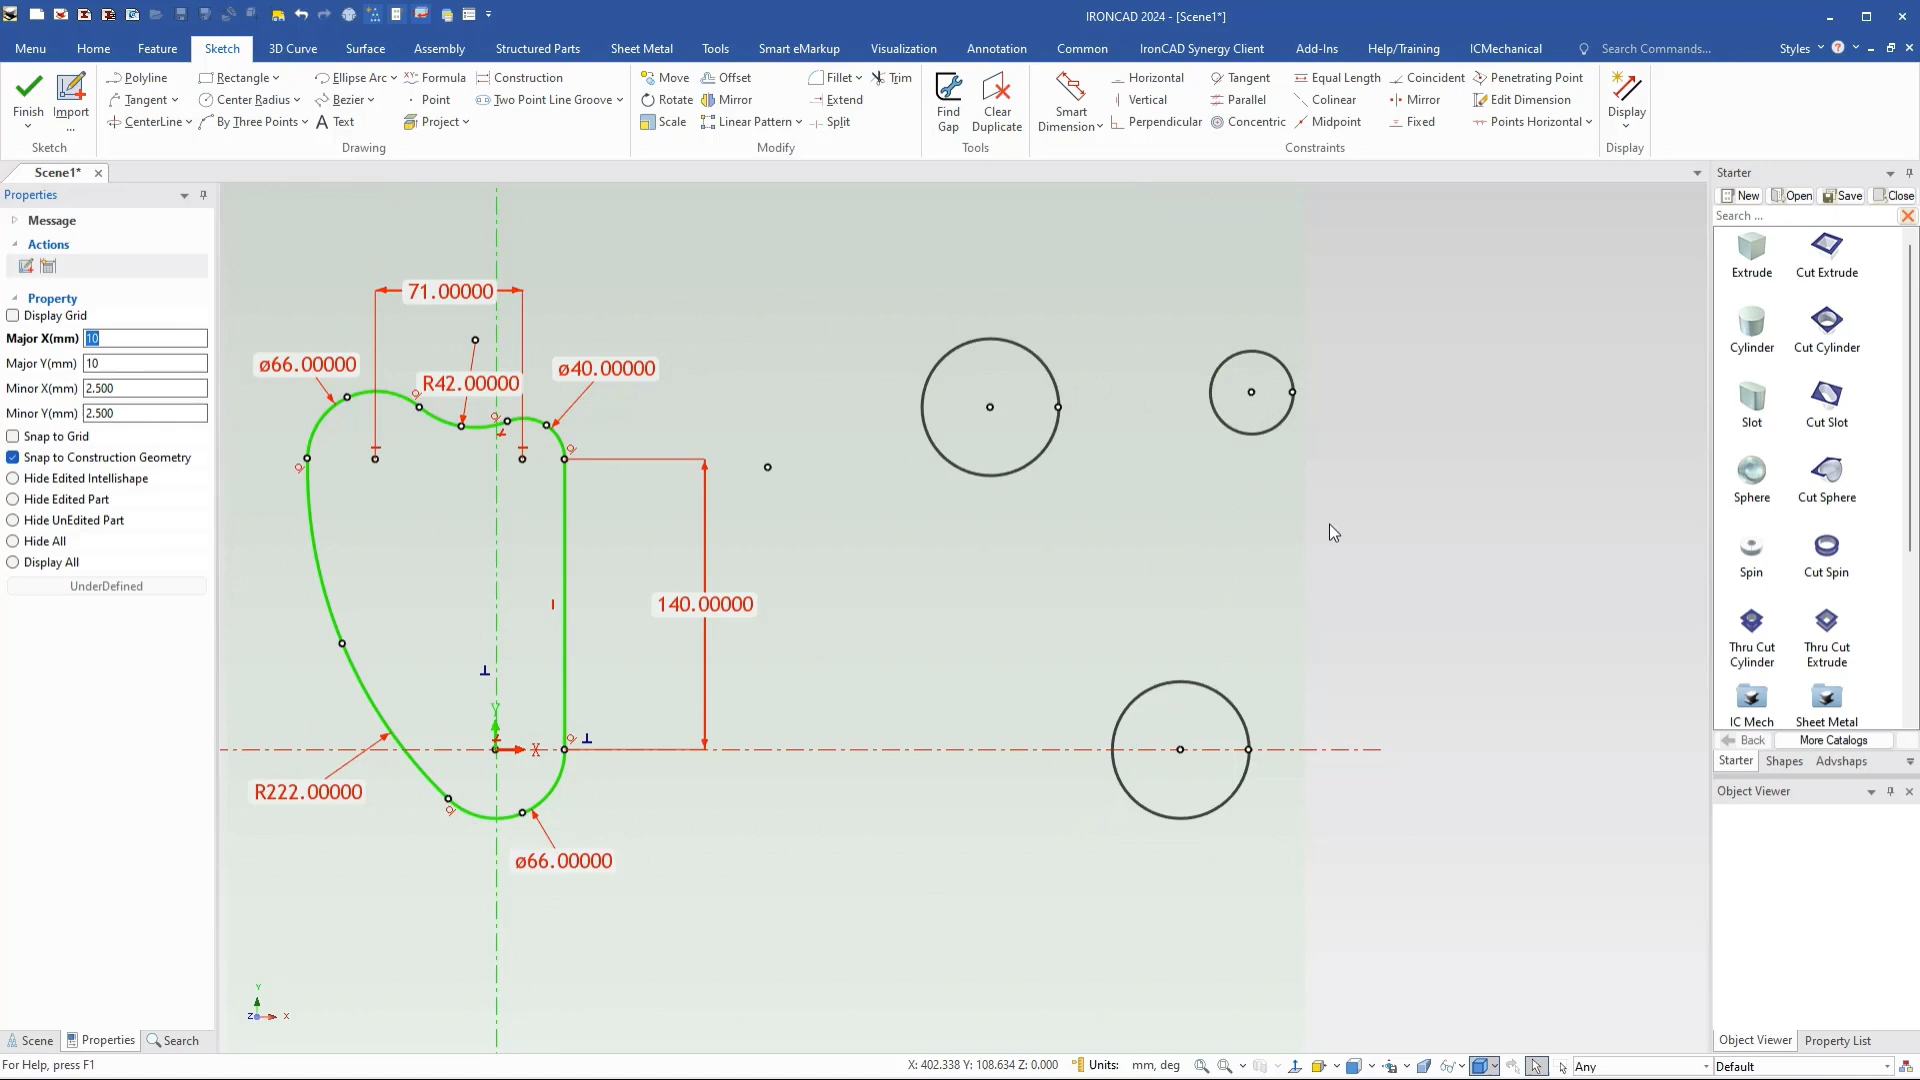 IRONCAD 2024 - [Scene1*]
Menu Home Feature Sketch 3D Curve Surface Assembly Structured Parts Sheet Metal Tools Smart eMarkup Visualization Annotation Common IronCAD Synergy Client Add-Ins Help/Training ICMechanical Search Commands... Styles
Polyline Rectangle Ellipse Arc Formula Construction Move Offset Fillet Trim Horizontal Tangent Equal Length Coincident Penetrating Point
Finish Import ... Tangent Center Radius Bezier Point Two Point Line Groove Rotate Mirror Extend Find Gap Clear Duplicate Smart Dimension Vertical Parallel Colinear Mirror Edit Dimension Display
CenterLine By Three Points Text Project Scale Linear Pattern Split Perpendicular Concentric Midpoint Fixed Points Horizontal
Sketch Drawing Modify Tools Constraints Display
Scene1*
Properties
Message
Actions
Property
Display Grid
Major X(mm) 10
Major Y(mm) 10
Minor X(mm) 2.500
Minor Y(mm) 2.500
Snap to Grid
Snap to Construction Geometry
Hide Edited Intellishape
Hide Edited Part
Hide UnEdited Part
Hide All
Display All
UnderDefined
71.00000
ø66.00000
R42.00000
ø40.00000
140.00000
Y
X
R222.00000
ø66.00000
Y
Z X
Starter
New Open Save Close
Search ...
Extrude Cut Extrude
Cylinder Cut Cylinder
Slot Cut Slot
Sphere Cut Sphere
Spin Cut Spin
Thru Cut Cylinder Thru Cut Extrude
IC Mech Sheet Metal
Back More Catalogs
Starter Shapes Advshaps
Object Viewer
Scene Properties Search
Object Viewer Property List
For Help, press F1 X: 402.338 Y: 108.634 Z: 0.000 Units: mm, deg Any Default